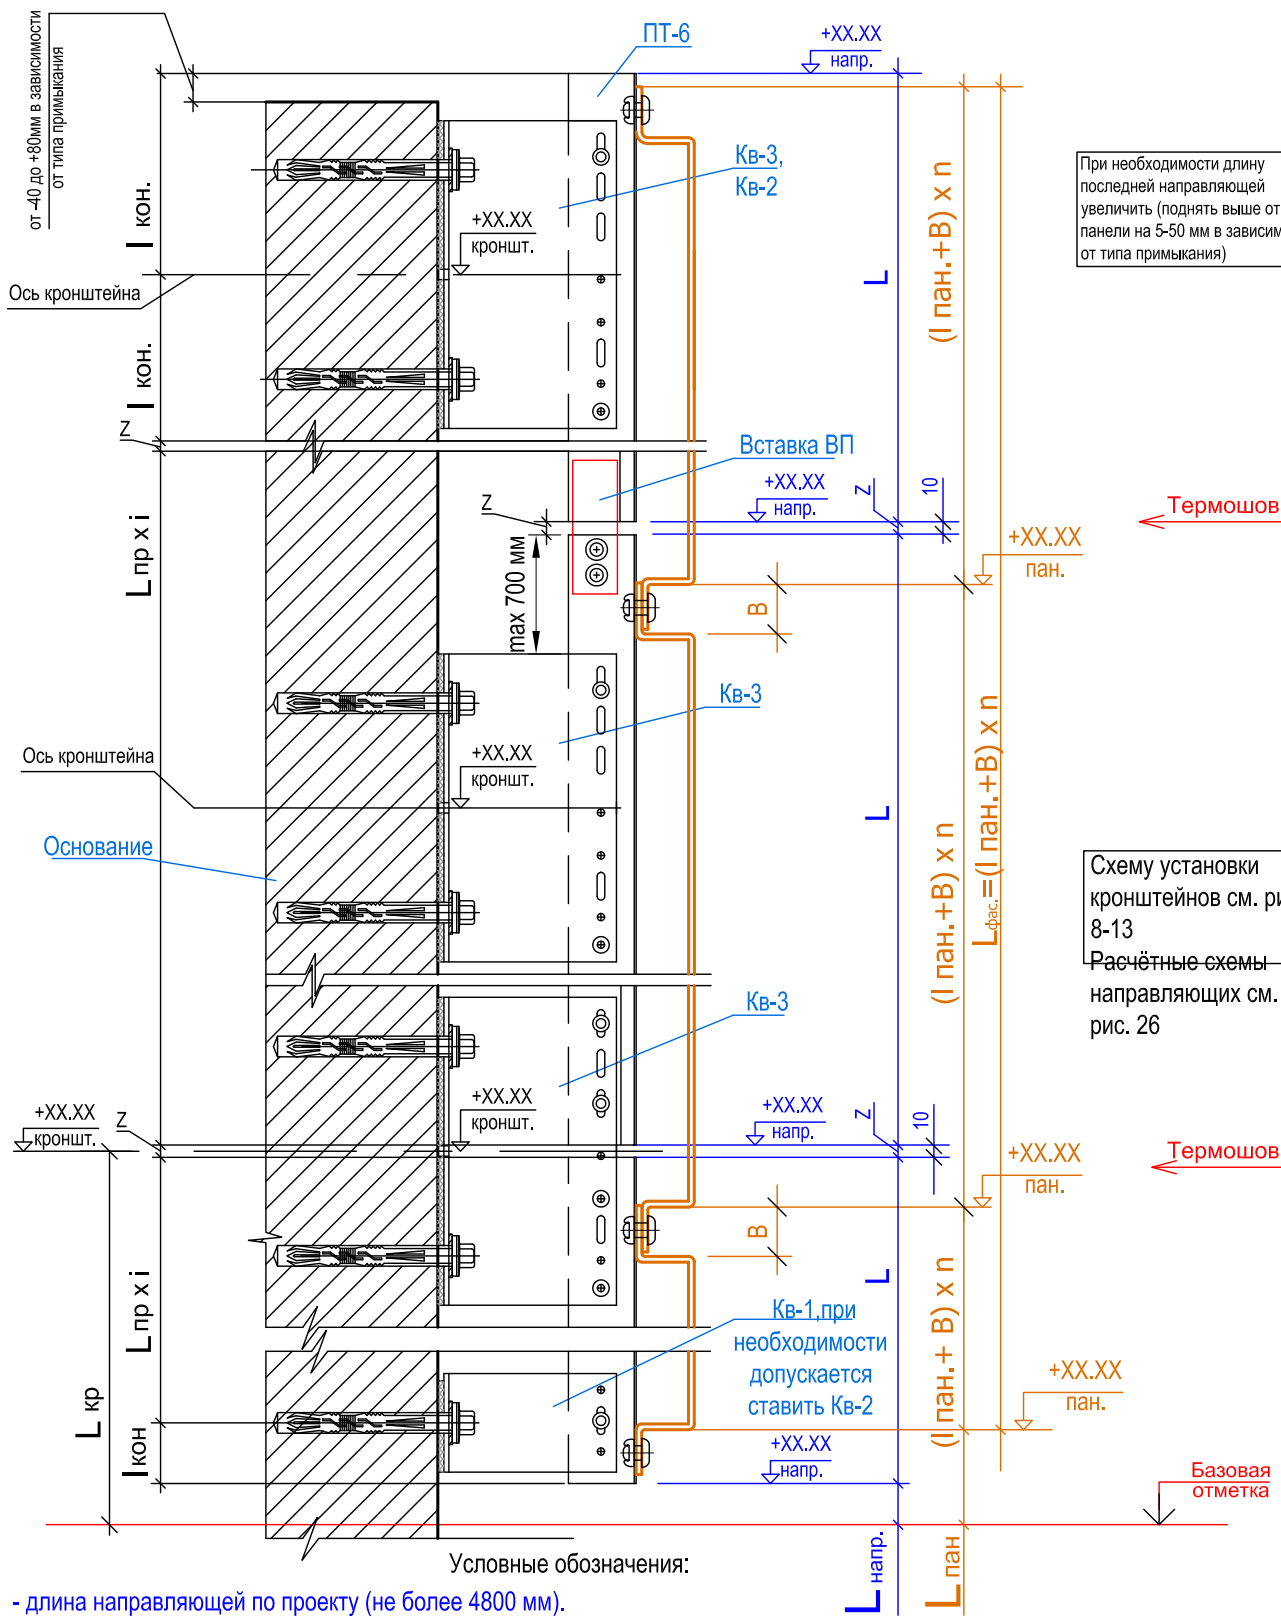 от -40 до +80мм в зависимости
от типа примыкания
ПТ-6
+XX.XX
напр.
l кон.
Кв-3,
Кв-2
+XX.XX
кроншт.
Ось кронштейна
L
(l пан.+B) x n
При необходимости длину
последней направляющей
увеличить (поднять выше от
панели на 5-50 мм в зависим
от типа примыкания)
l кон.
Z
Вставка ВП
+XX.XX
напр.
Z
10
Z
Термошов
+XX.XX
пан.
L пр x i
max 700 мм
B
Кв-3
Ось кронштейна
+XX.XX
кроншт.
L
Основание
(l пан.+B) x n
L фас.=(l пан.+B) x n
Схему установки
кронштейнов см. ри
8-13
Расчётные схемы
направляющих см.
рис. 26
Кв-3
+XX.XX
кроншт.
+XX.XX
кроншт.
Z
+XX.XX
напр.
Z
10
Термошов
+XX.XX
пан.
B
L пр x i
L
(l пан.+ B) x n
Кв-1,при
необходимости
допускается
ставить Кв-2
+XX.XX
пан.
L кр
l кон
+XX.XX
напр.
Базовая
отметка
L напр.
L пан
Условные обозначения:
- длина направляющей по проекту (не более 4800 мм).